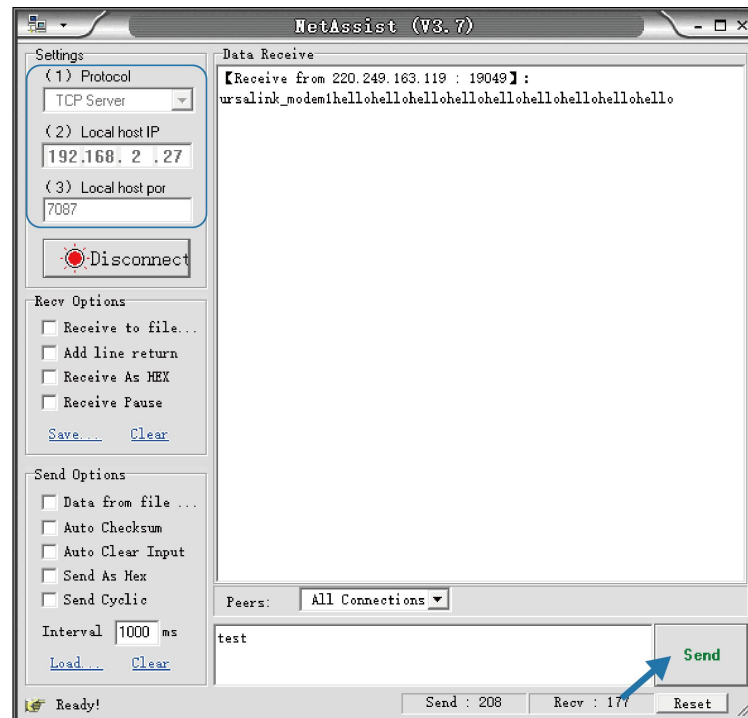 NetAssist (V3.7)
Settings
(1) Protocol
TCP Server
(2) Local host IP
192.168. 2 .27
(3) Local host por
7087
Disconnect
Recv Options
Receive to file...
Add line return
Receive As HEX
Receive Pause
Save... Clear
Send Options
Data from file ...
Auto Checksum
Auto Clear Input
Send As Hex
Send Cyclic
Interval 1000 ms
Load... Clear
Data Receive
【Receive from 220.249.163.119 : 19049】:
ursalink_modem1hellohellohellohellohellohellohellohellohello
Peers: All Connections
test
Send
Ready!
Send : 208
Recv : 177
Reset